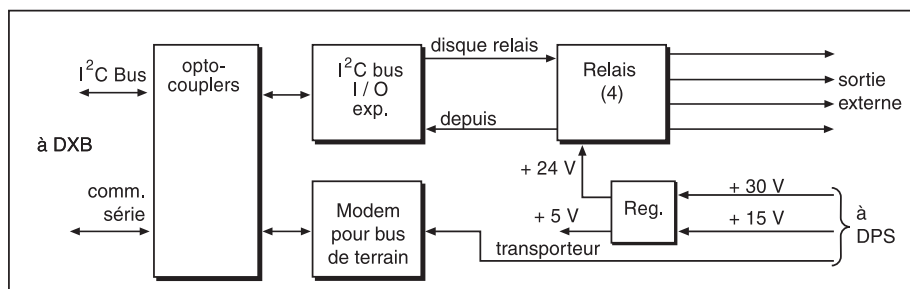 I²C Bus
à DXB
comm.
série
opto-
couplers
I²C bus
I / O
exp.
disque relais
depuis
Relais
(4)
sortie
externe
+ 24 V
+ 5 V
Reg.
+ 30 V
+ 15 V
à
DPS
Modem
pour bus
de terrain
transporteur